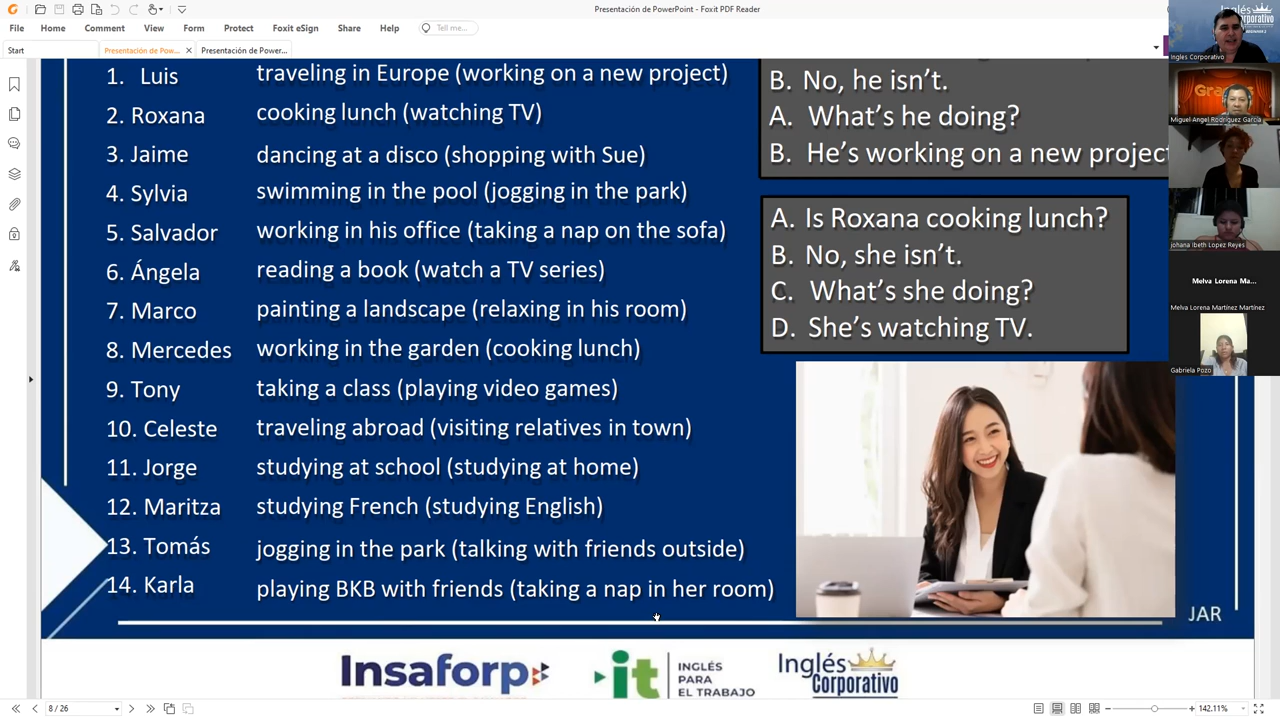 Presentación de PowerPoint - Foxit PDF Reader
File Home Comment View Form Protect Foxit eSign Share Help Tell me...
Start Presentación de Pow... Presentación de Power...
1. Luis traveling in Europe (working on a new project)
2. Roxana cooking lunch (watching TV)
3. Jaime dancing at a disco (shopping with Sue)
4. Sylvia swimming in the pool (jogging in the park)
5. Salvador working in his office (taking a nap on the sofa)
6. Ángela reading a book (watch a TV series)
7. Marco painting a landscape (relaxing in his room)
8. Mercedes working in the garden (cooking lunch)
9. Tony taking a class (playing video games)
10. Celeste traveling abroad (visiting relatives in town)
11. Jorge studying at school (studying at home)
12. Maritza studying French (studying English)
13. Tomás jogging in the park (talking with friends outside)
14. Karla playing BKB with friends (taking a nap in her room)
B. No, he isn't.
A. What's he doing?
B. He's working on a new project
A. Is Roxana cooking lunch?
B. No, she isn't.
C. What's she doing?
D. She's watching TV.
JAR
Insaforp
it INGLÉS PARA EL TRABAJO
Inglés Corporativo
Inglés Corporativo
Inglés Corporativo
Miguel Angel Rodriguez Garcia
johana Ibeth Lopez Reyes
Melva Lorena Ma...
Melva Lorena Martínez Martínez
Gabriela Pozo
8 / 26
142.11%